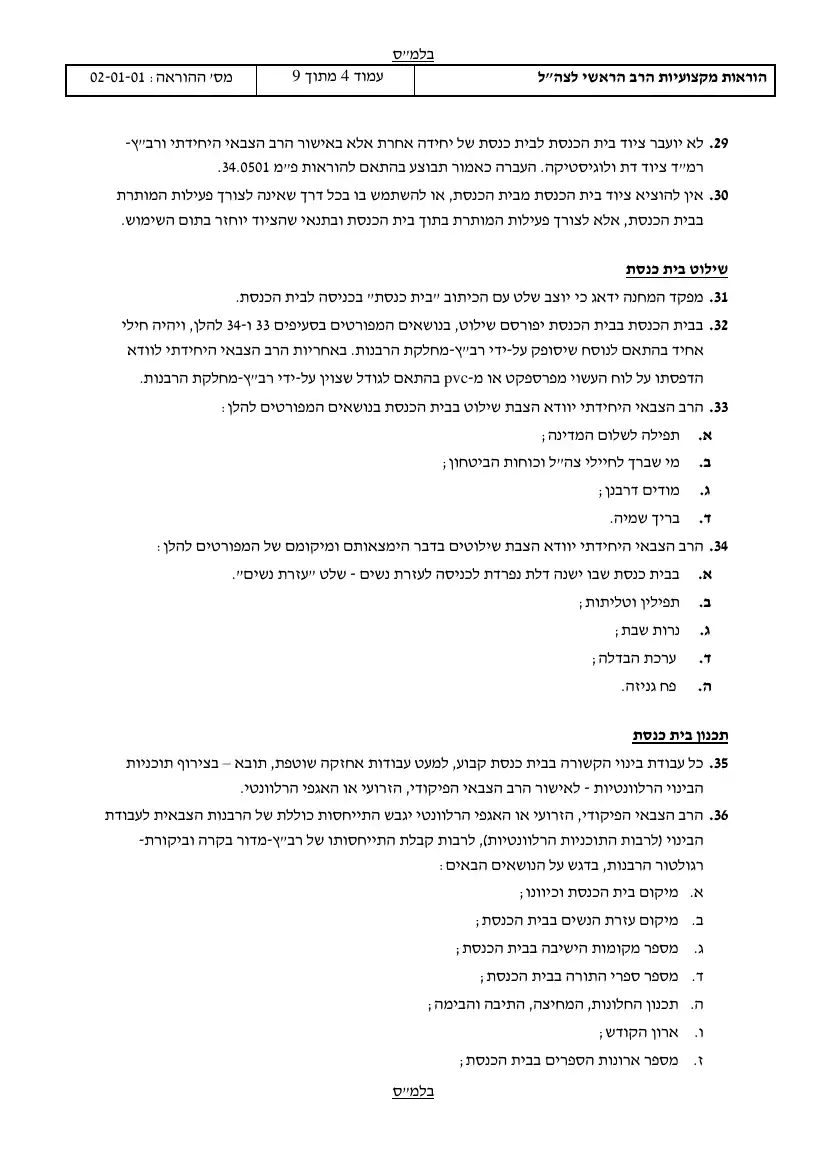 בלמ"ס
הוראות מקצועיות הרב הראשי לצה"ל עמוד 4 מתוך 9 מס' ההוראה: 02-01-01
29. לא יועבר ציוד בית הכנסת לבית כנסת של יחידה אחרת אלא באישור הרב הצבאי היחידתי ורב"ץ-
רמ"ד ציוד דת ולוגיסטיקה. העברה כאמור תבוצע בהתאם להוראות פ"מ 34.0501.
30. אין להוציא ציוד בית הכנסת מבית הכנסת, או להשתמש בו בכל דרך שאינה לצורך פעילות המותרת
בבית הכנסת, אלא לצורך פעילות המותרת בתוך בית הכנסת ובתנאי שהציוד יוחזר בתום השימוש.
שילוט בית כנסת
31. מפקד המחנה ידאג כי יוצב שלט עם הכיתוב "בית כנסת" בכניסה לבית הכנסת.
32. בבית הכנסת בבית הכנסת יפורסם שילוט, בנושאים המפורטים בסעיפים 33 ו-34 להלן, ויהיה חילי
אחיד בהתאם לנוסח שיסופק על-ידי רב"ץ-מחלקת הרבנות. באחריות הרב הצבאי היחידתי לוודא
הדפסתו על לוח העשוי מפרספקט או מ-pvc בהתאם לגודל שצוין על-ידי רב"ץ-מחלקת הרבנות.
33. הרב הצבאי היחידתי יוודא הצבת שילוט בבית הכנסת בנושאים המפורטים להלן:
א. תפילה לשלום המדינה;
ב. מי שברך לחיילי צה"ל וכוחות הביטחון;
ג. מודים דרבנן;
ד. בריך שמיה.
34. הרב הצבאי היחידתי יוודא הצבת שילוטים בדבר הימצאותם ומיקומם של המפורטים להלן:
א. בבית כנסת שבו ישנה דלת נפרדת לכניסה לעזרת נשים - שלט "עזרת נשים".
ב. תפילין וטליתות;
ג. נרות שבת;
ד. ערכת הבדלה;
ה. פח גניזה.
תכנון בית כנסת
35. כל עבודת בינוי הקשורה בבית כנסת קבוע, למעט עבודות אחזקה שוטפת, תובא – בצירוף תוכניות
הבינוי הרלוונטיות - לאישור הרב הצבאי הפיקודי, הזרועי או האגפי הרלוונטי.
36. הרב הצבאי הפיקודי, הזרועי או האגפי הרלוונטי יגבש התייחסות כוללת של הרבנות הצבאית לעבודת
הבינוי (לרבות התוכניות הרלוונטיות), לרבות קבלת התייחסותו של רב"ץ-מדור בקרה וביקורת-
רגולטור הרבנות, בדגש על הנושאים הבאים:
א. מיקום בית הכנסת וכיוונו;
ב. מיקום עזרת הנשים בבית הכנסת;
ג. מספר מקומות הישיבה בבית הכנסת;
ד. מספר ספרי התורה בבית הכנסת;
ה. תכנון החלונות, המחיצה, התיבה והבימה;
ו. ארון הקודש;
ז. מספר ארונות הספרים בבית הכנסת;
בלמ"ס